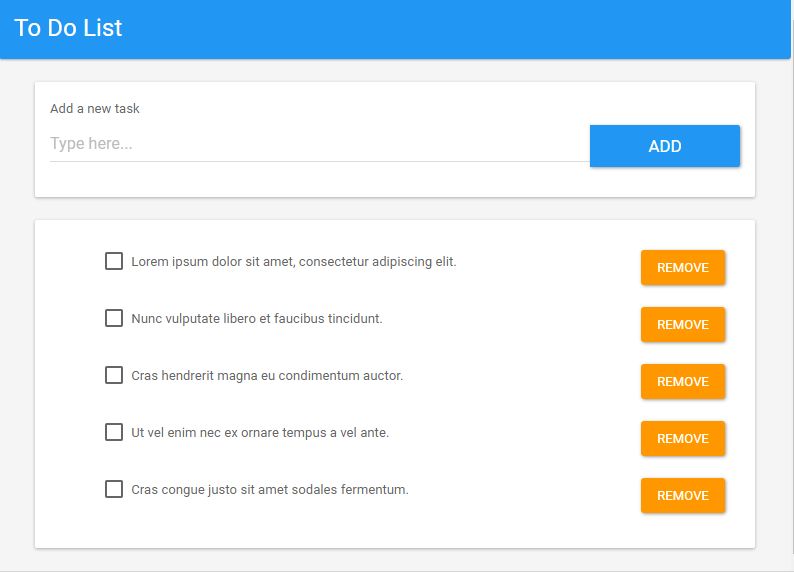 To Do List
Add a new task
Type here...
ADD
Lorem ipsum dolor sit amet, consectetur adipiscing elit.
REMOVE
Nunc vulputate libero et faucibus tincidunt.
REMOVE
Cras hendrerit magna eu condimentum auctor.
REMOVE
Ut vel enim nec ex ornare tempus a vel ante.
REMOVE
Cras congue justo sit amet sodales fermentum.
REMOVE